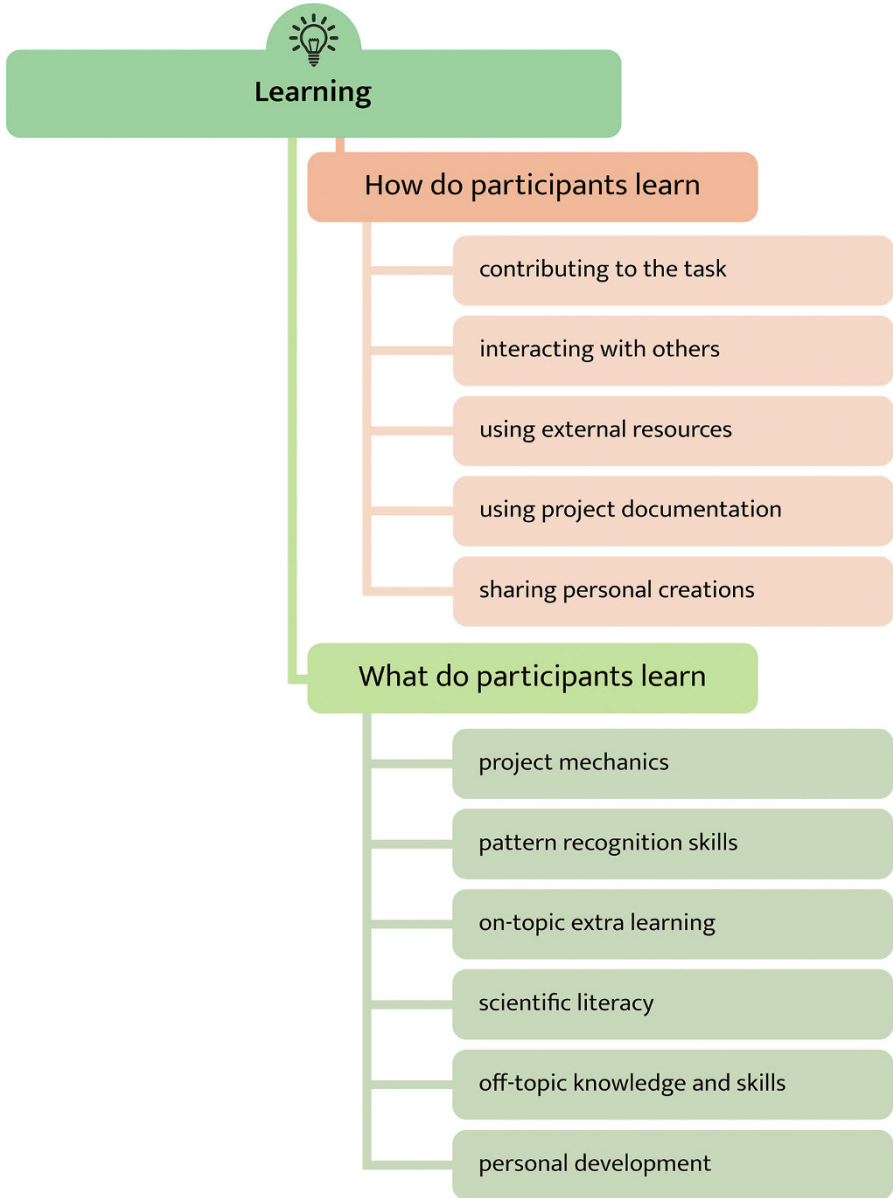 Learning
How do participants learn
contributing to the task
interacting with others
using external resources
using project documentation
sharing personal creations
What do participants learn
project mechanics
pattern recognition skills
on-topic extra learning
scientific literacy
off-topic knowledge and skills
personal development